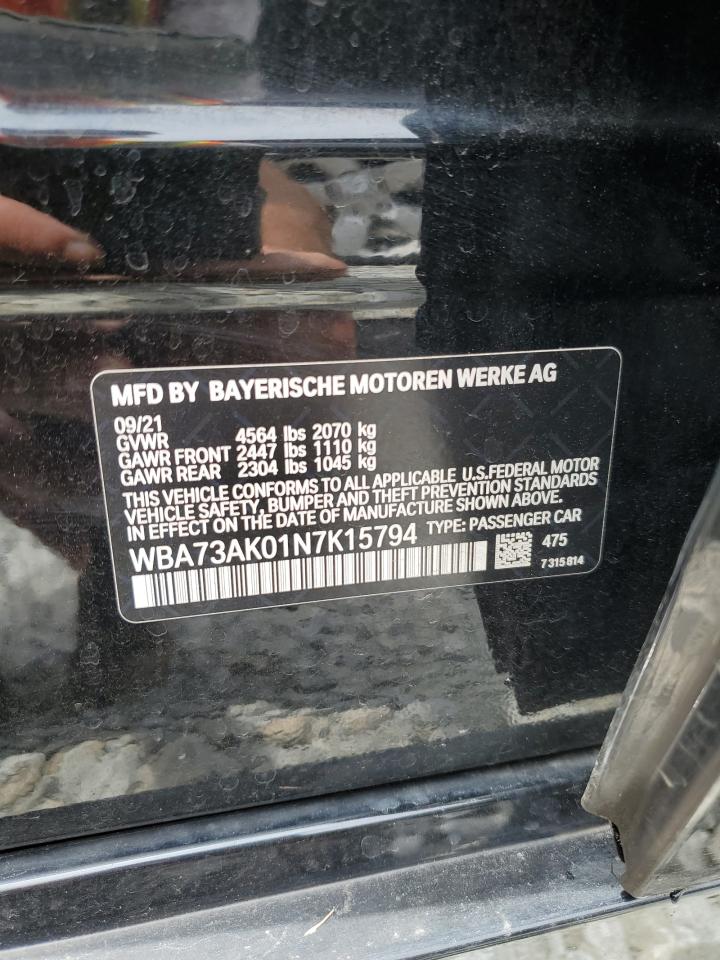 MFD BY BAYERISCHE MOTOREN WERKE AG
09/21
GVWR 4564 lbs 2070 kg
GAWR FRONT 2447 lbs 1110 kg
GAWR REAR 2304 lbs 1045 kg
THIS VEHICLE CONFORMS TO ALL APPLICABLE U.S.FEDERAL MOTOR
VEHICLE SAFETY, BUMPER AND THEFT PREVENTION STANDARDS
IN EFFECT ON THE DATE OF MANUFACTURE SHOWN ABOVE.
WBA73AK01N7K15794 TYPE: PASSENGER CAR
475
7315814